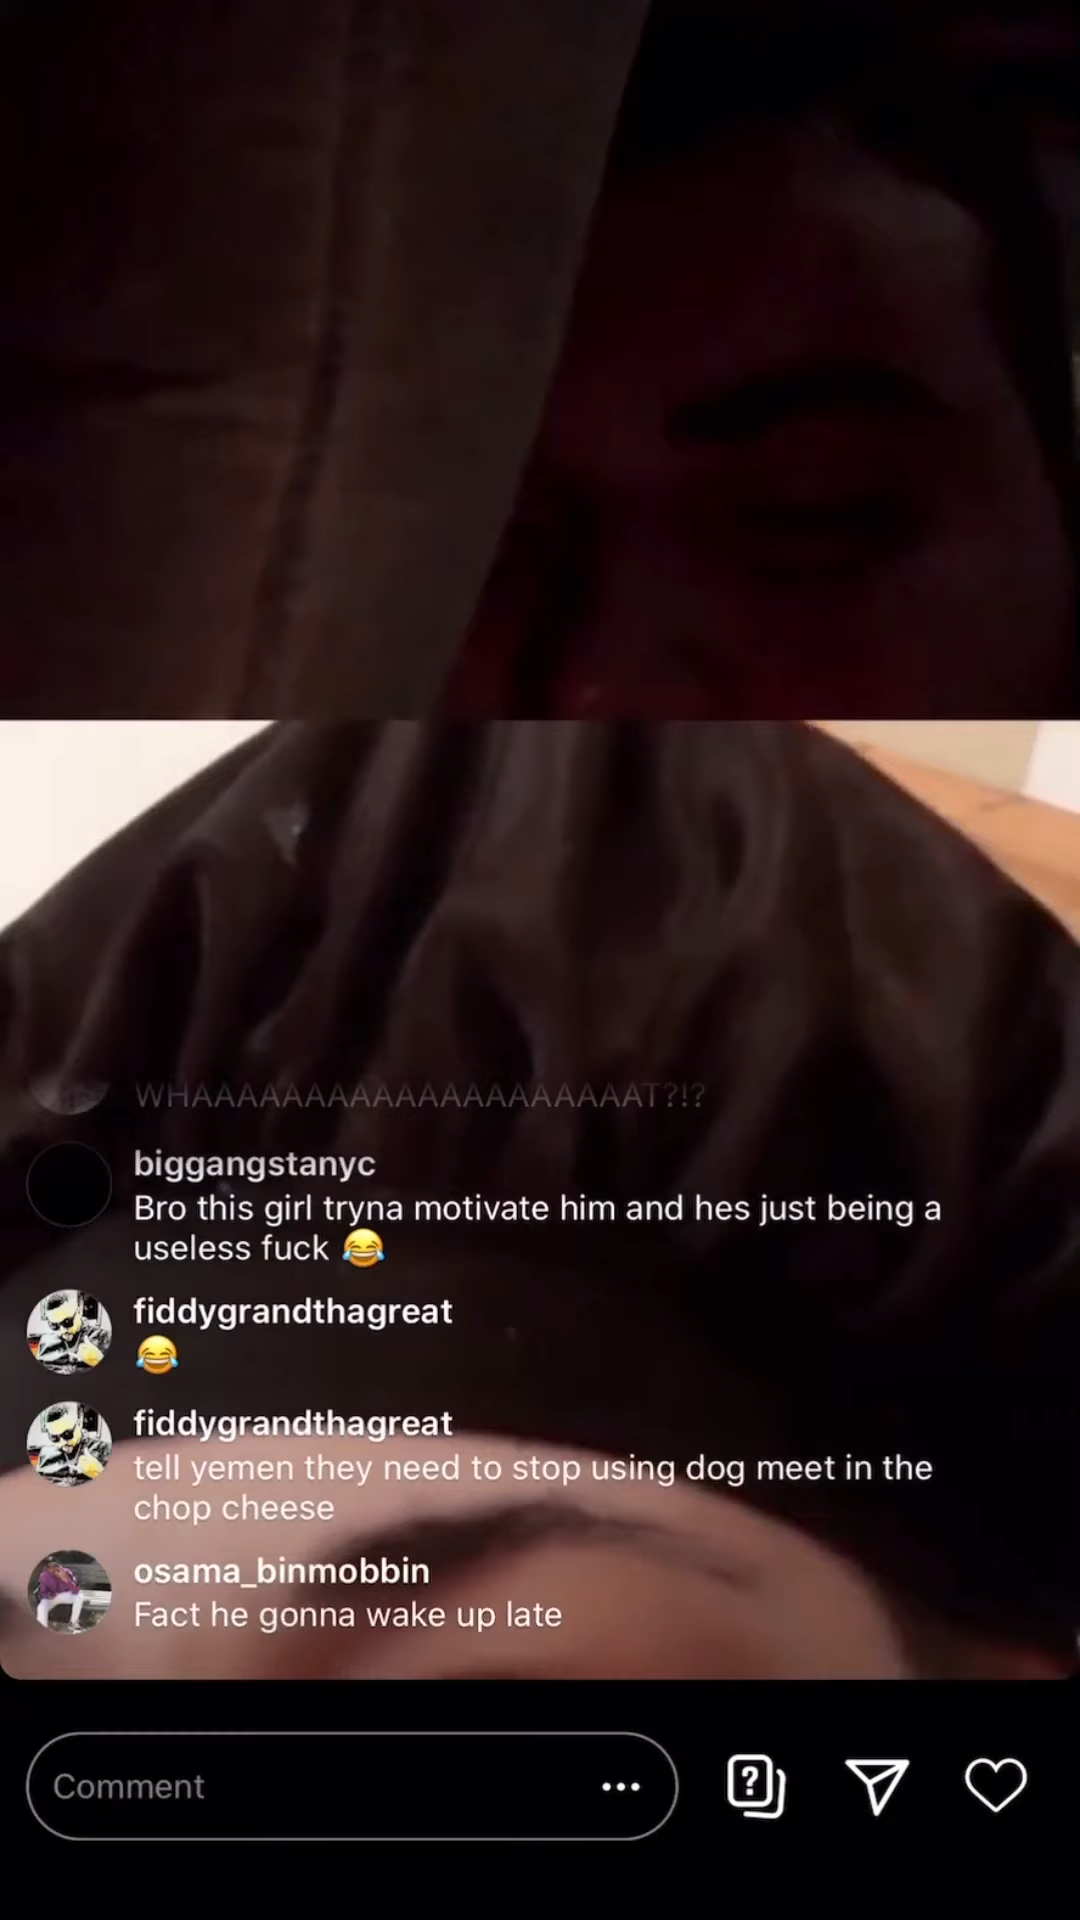 WHAAAAAAAAAAAAAAAAAAAAAT?!?
biggangstanyc
Bro this girl tryna motivate him and hes just being a
useless fuck 😂
fiddygrandthagreat
😂
fiddygrandthagreat
tell yemen they need to stop using dog meet in the
chop cheese
osama_binmobbin
Fact he gonna wake up late
Comment